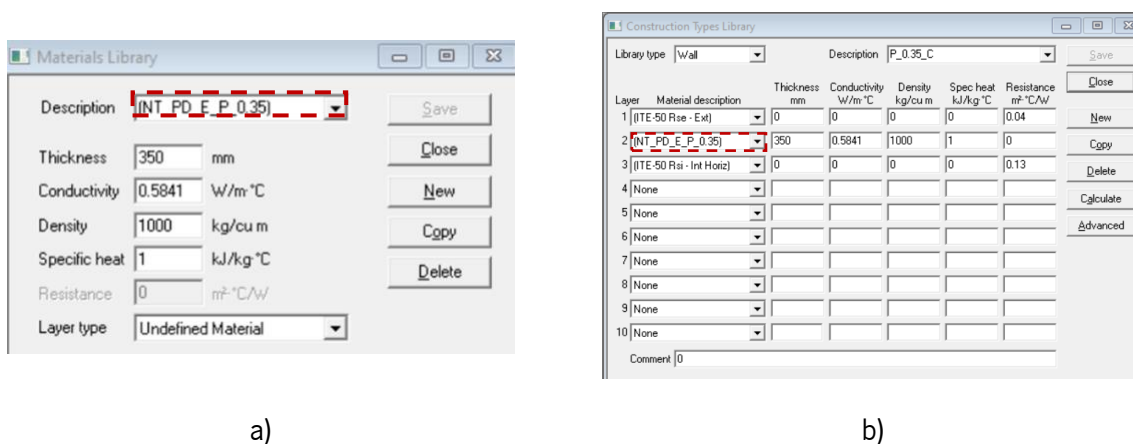 Materials Library
Description (NT_PD_E_P_0,35) Save
Thickness 350 mm Close
Conductivity 0.5841 W/m·°C New
Density 1000 kg/cu m Copy
Specific heat 1 kJ/kg·°C Delete
Resistance 0 m²·°C/W
Layer type Undefined Material
a)
Construction Types Library
Library type Wall Description P_0.35_C Save
Close
Thickness Conductivity Density Spec heat Resistance
Layer Material description mm W/m·°C kg/cu m kJ/kg·°C m²·°C/W
1 (ITE-50 Rse - Ext) 0 0 0 0 0.04 New
2 (NT_PD_E_P_0.35) 350 0.5841 1000 1 0 Copy
3 (ITE-50 Rsi - Int Horiz) 0 0 0 0 0.13 Delete
4 None Calculate
5 None Advanced
6 None
7 None
8 None
9 None
10 None
Comment 0
b)